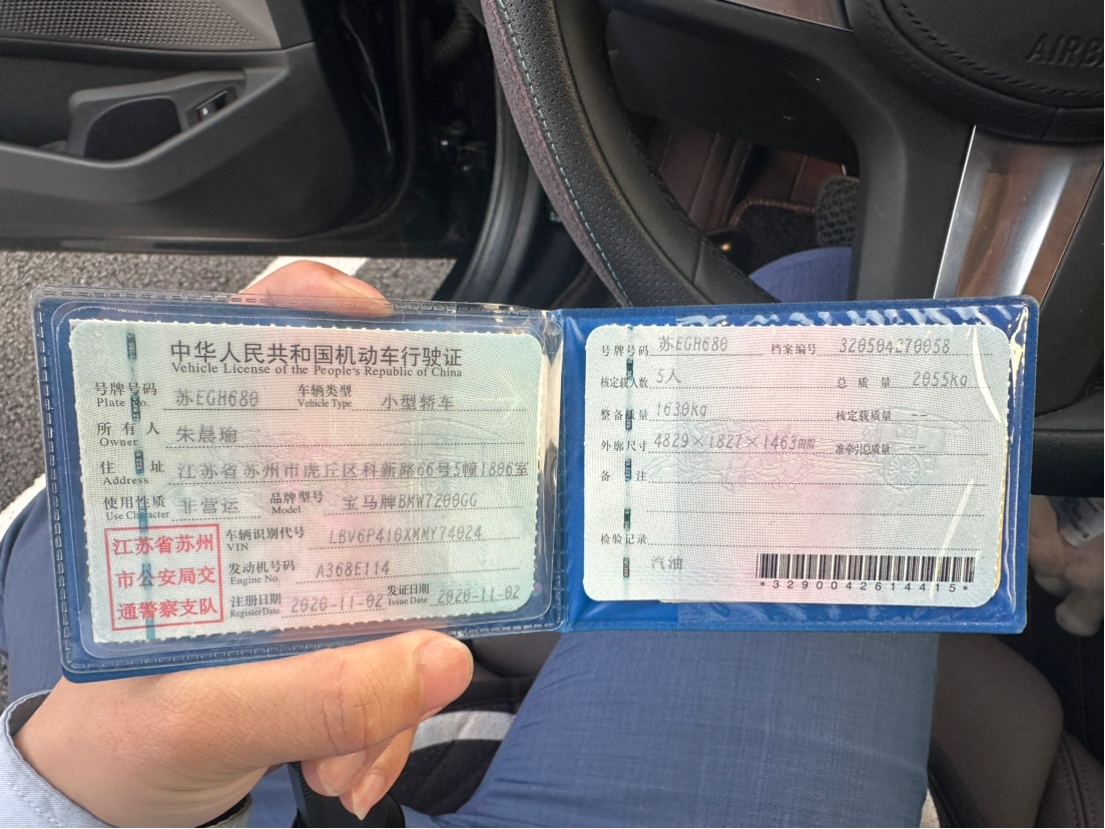 AIRB
中华人民共和国机动车行驶证
Vehicle License of the People's Republic of China
号牌号码 苏EGH680 车辆类型 小型轿车
Plate No. Vehicle Type
所有人 朱晨瑜
Owner
住址 江苏省苏州市虎丘区科新路66号5幢1806室
Address
使用性质 非营运 品牌型号 宝马牌BMW7200GG
Use Character Model
江苏省苏州
市公安局交
通警察支队
车辆识别代号 LBV6P410XMMY74024
VIN
发动机号码 A368E114
Engine No.
注册日期 2020-11-02 发证日期 2020-11-02
Register Date Issue Date
号牌号码 苏EGH680 档案编号 320504270058
核定载人数 5人 总质量 2055kg
整备质量 1630kg 核定载质量 --
外廓尺寸 4829×1827×1463mm 准牵引总质量 --
备注
检验记录
汽油
*3290042614415*